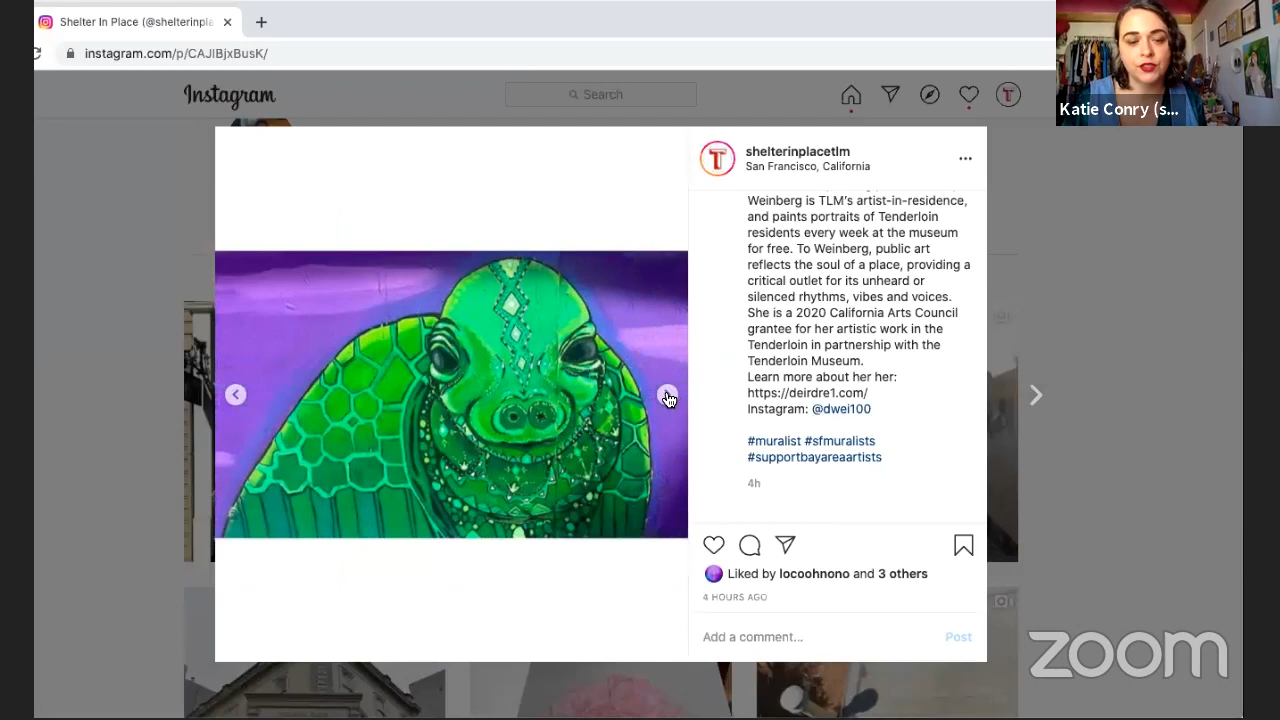 Shelter In Place (@shelterinpla
instagram.com/p/CAJlBjxBusK/
Instagram
Search
T
Katie Conry (s...
T
shelterinplacetlm
San Francisco, California
Weinberg is TLM's artist-in-residence,
and paints portraits of Tenderloin
residents every week at the museum
for free. To Weinberg, public art
reflects the soul of a place, providing a
critical outlet for its unheard or
silenced rhythms, vibes and voices.
She is a 2020 California Arts Council
grantee for her artistic work in the
Tenderloin in partnership with the
Tenderloin Museum.
Learn more about her her:
https://deirdre1.com/
Instagram: @dwei100
#muralist #sfmuralists
#supportbayareaartists
4h
Liked by locoohnono and 3 others
4 HOURS AGO
Add a comment...
Post
zoom